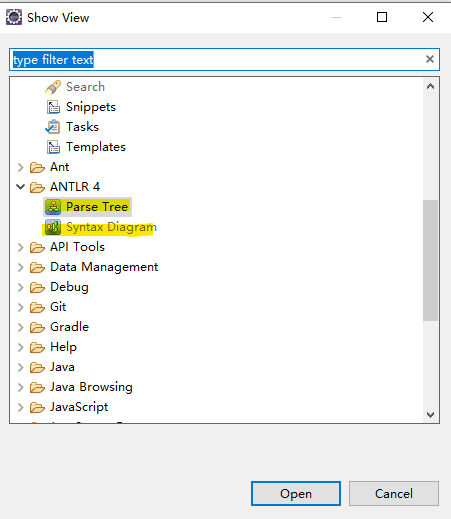 Show View
type filter text
Search
Snippets
Tasks
Templates
Ant
ANTLR 4
Parse Tree
Syntax Diagram
API Tools
Data Management
Debug
Git
Gradle
Help
Java
Java Browsing
JavaScript
Open
Cancel